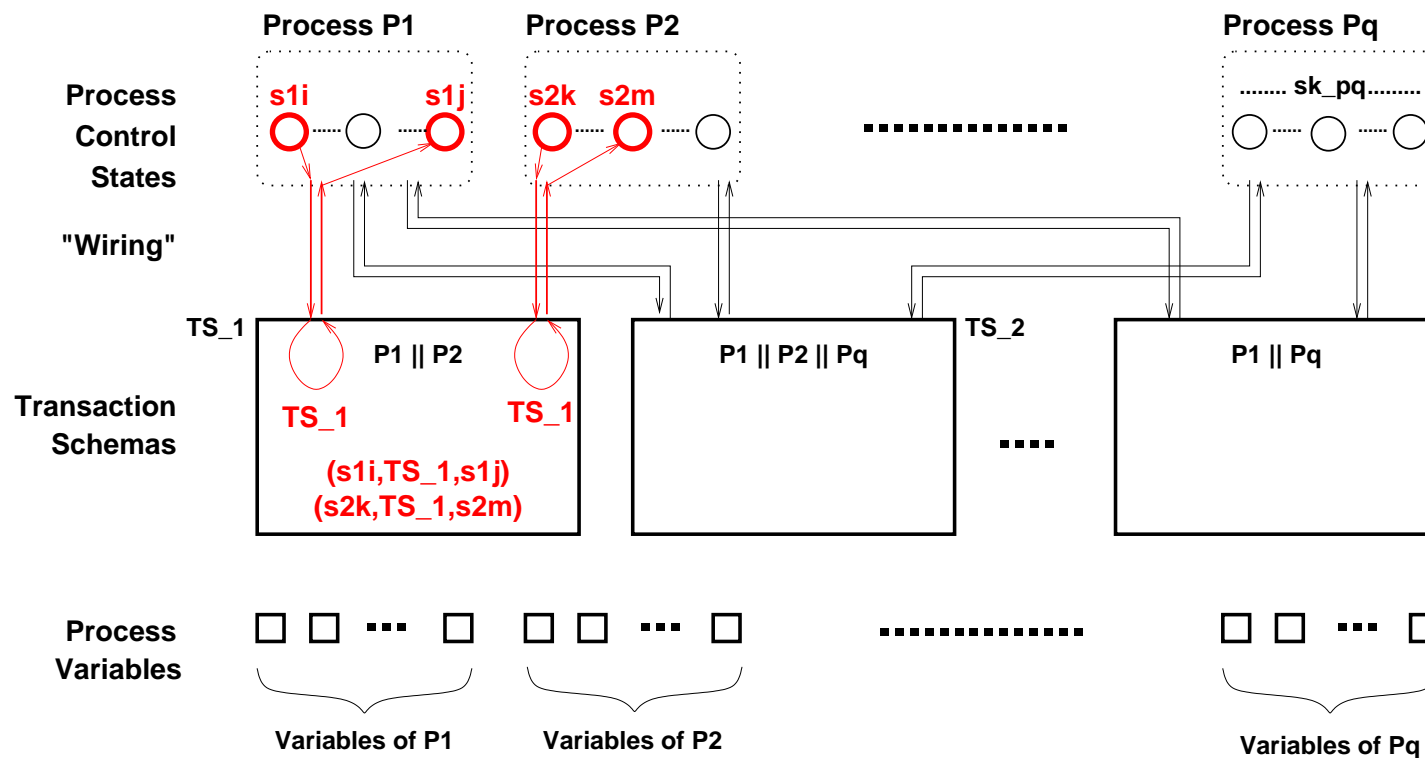 Process P1
Process P2
Process Pq
Process
Control
States
s1i
s1j
s2k
s2m
........ sk_pq.........
"Wiring"
TS_1
P1 || P2
P1 || P2 || Pq
TS_2
P1 || Pq
Transaction
Schemas
TS_1
TS_1
(s1i,TS_1,s1j)
(s2k,TS_1,s2m)
Process
Variables
Variables of P1
Variables of P2
Variables of Pq